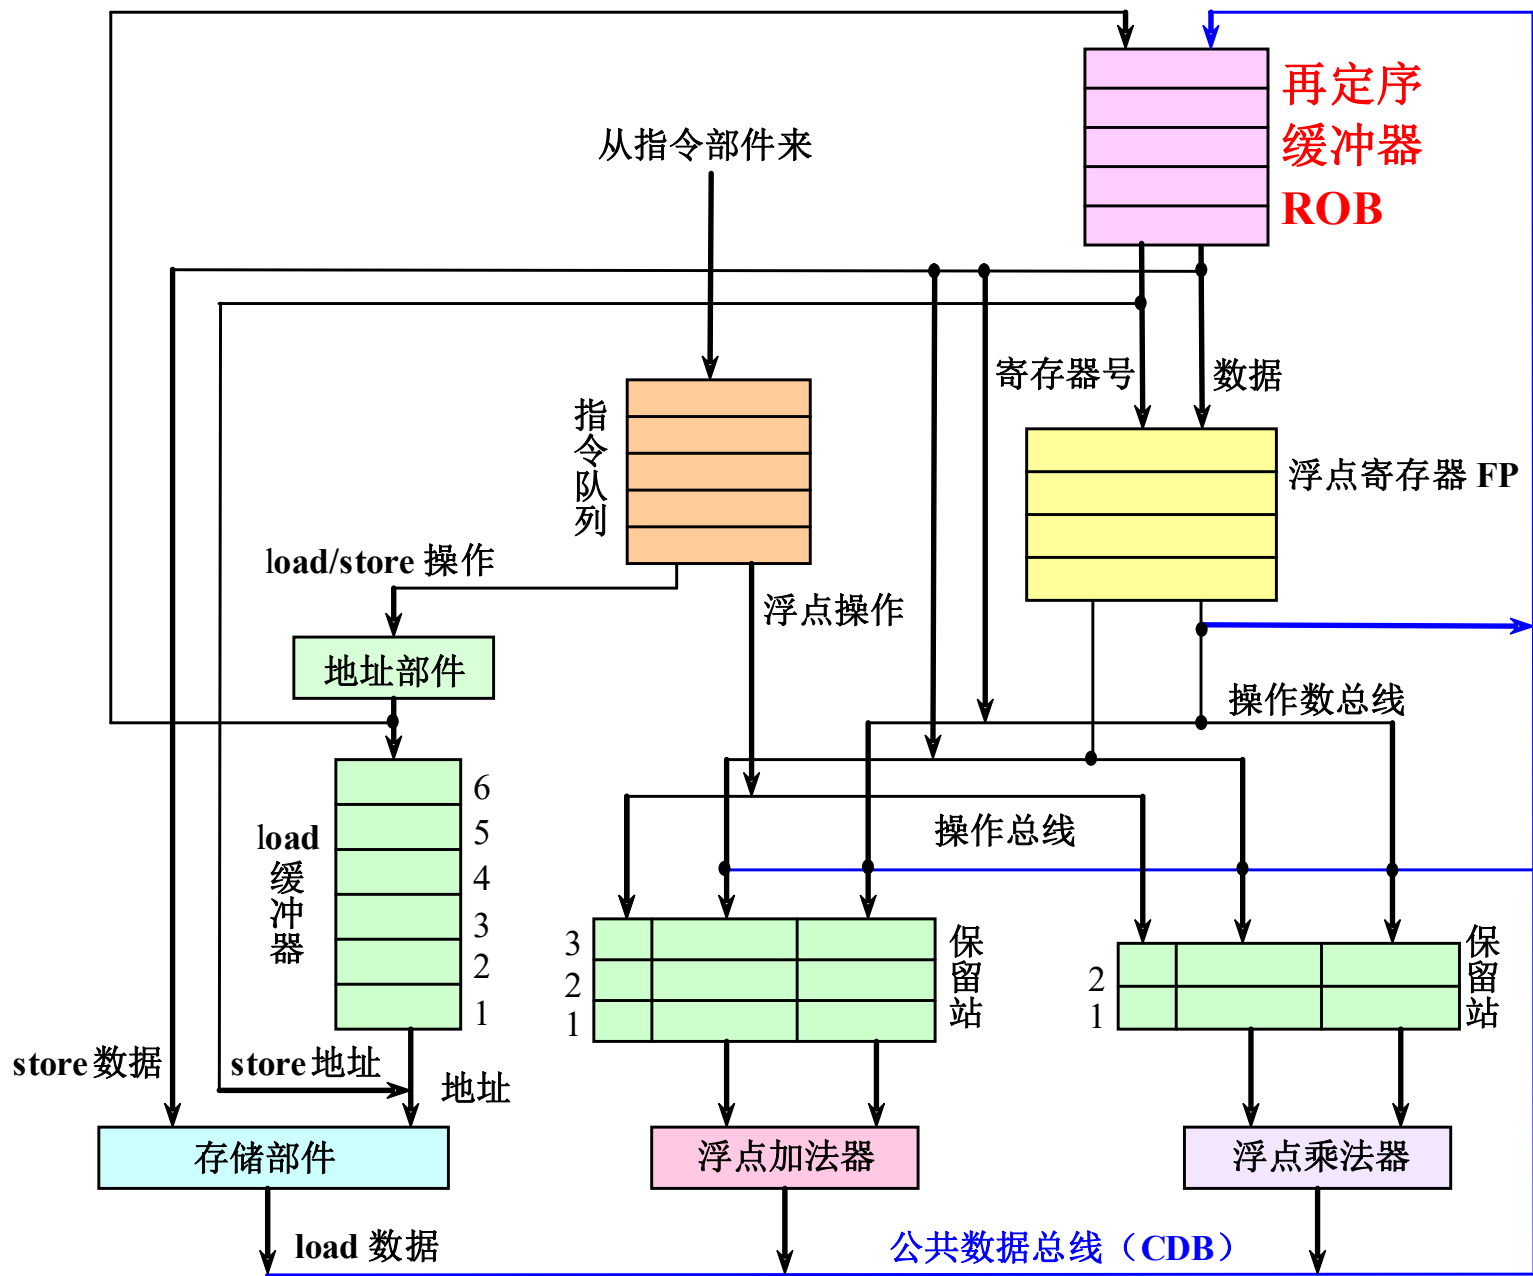 再定序
缓冲器
ROB
从指令部件来
寄存器号
数据
指令队列
浮点寄存器 FP
load/store 操作
浮点操作
地址部件
操作数总线
操作总线
load
缓冲器
6
5
4
3
2
1
3
2
1
保留站
2
1
保留站
store 数据
store 地址
地址
存储部件
浮点加法器
浮点乘法器
load 数据
公共数据总线（CDB）